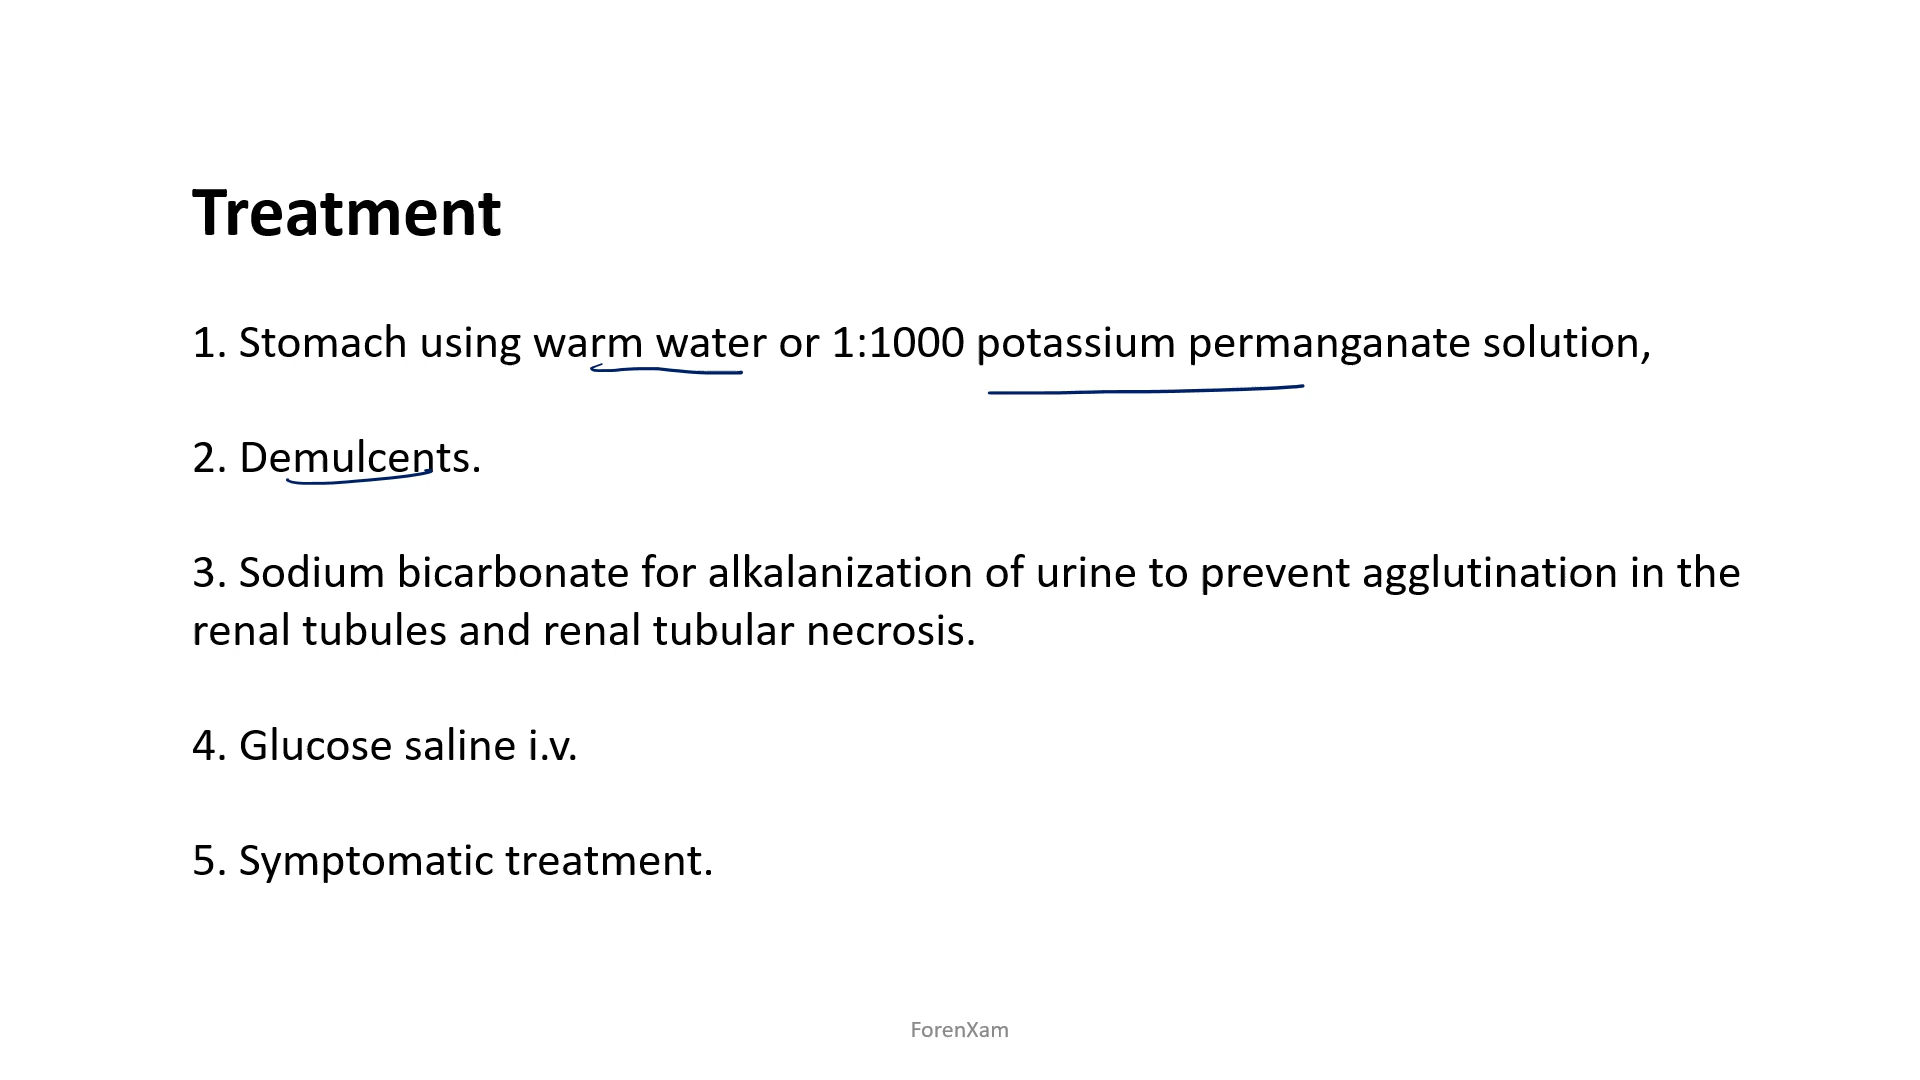 Treatment
1. Stomach using warm water or 1:1000 potassium permanganate solution,
2. Demulcents.
3. Sodium bicarbonate for alkalanization of urine to prevent agglutination in the
renal tubules and renal tubular necrosis.
4. Glucose saline i.v.
5. Symptomatic treatment.
ForenXam